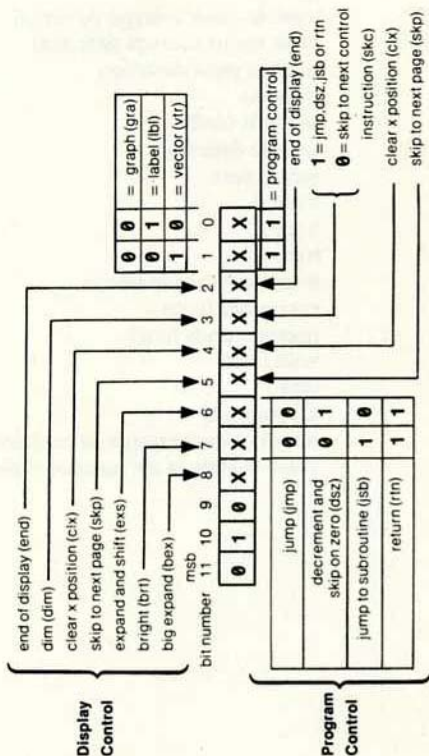 Display
Control
end of display (end)
dim (dim)
clear x position (clx)
skip to next page (skp)
expand and shift (exs)
bright (brt)
big expand (bex)
0 0 = graph (gra)
0 1 = label (lbl)
1 0 = vector (vtr)
msb
bit number 11 10 9 8 7 6 5 4 3 2 1 0
0 1 0 X X X X X X X X X
1 1 = program control
Program
Control
jump (jmp) 0 0
decrement and
skip on zero (dsz) 0 1
jump to subroutine (jsb) 1 0
return (rtn) 1 1
end of display (end)
1 = jmp,dsz,jsb or rtn
0 = skip to next control
instruction (skc)
clear x position (clx)
skip to next page (skp)